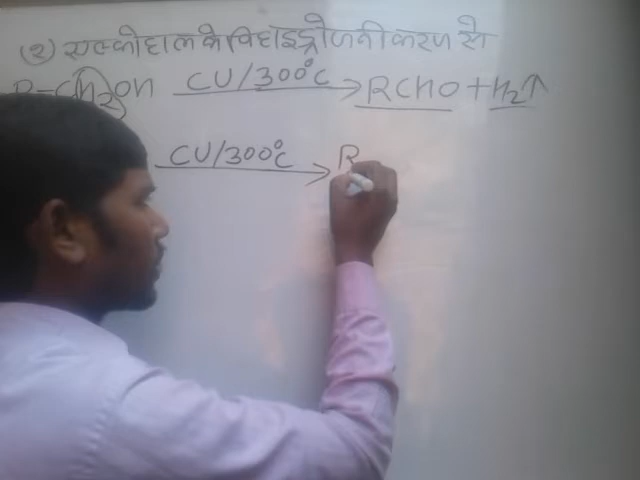 (२) एल्कोहाल के विहाइड्रोजनीकरण से
R-CH2OH CU/300°C → RCHO + H2↑
CU/300°C → R